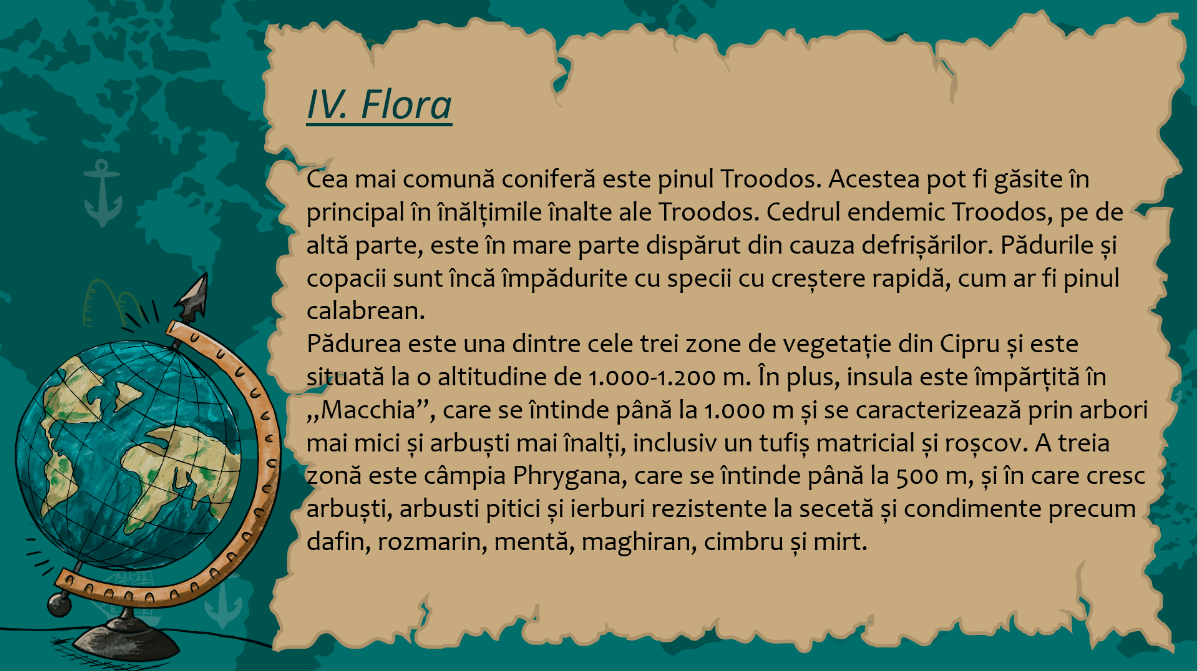 IV. Flora
Cea mai comună coniferă este pinul Troodos. Acestea pot fi găsite în
principal în înălțimile înalte ale Troodos. Cedrul endemic Troodos, pe de
altă parte, este în mare parte dispărut din cauza defrișărilor. Pădurile și
copacii sunt încă împădurite cu specii cu creștere rapidă, cum ar fi pinul
calabrean.
Pădurea este una dintre cele trei zone de vegetație din Cipru și este
situată la o altitudine de 1.000-1.200 m. În plus, insula este împărțită în
„Macchia”, care se întinde până la 1.000 m și se caracterizează prin arbori
mai mici și arbuști mai înalți, inclusiv un tufiș matricial și roșcov. A treia
zonă este câmpia Phrygana, care se întinde până la 500 m, și în care cresc
arbuști, arbusti pitici și ierburi rezistente la secetă și condimente precum
dafin, rozmarin, mentă, maghiran, cimbru și mirt.